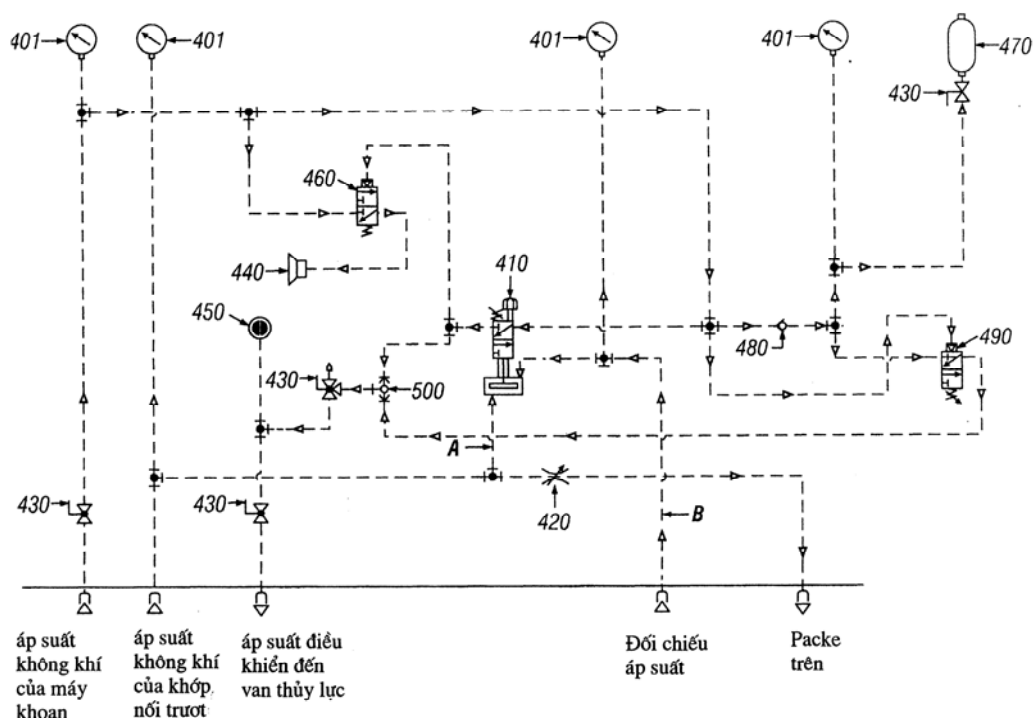 401
401
401
401
470
430
460
440
410
450
480
490
430
500
A
430
430
420
B
áp suất
không khí
của máy
khoan
áp suất
không khí
của khớp
nối trượt
áp suất điều
khiển đến
van thủy lực
Đối chiếu
áp suất
Packe
trên